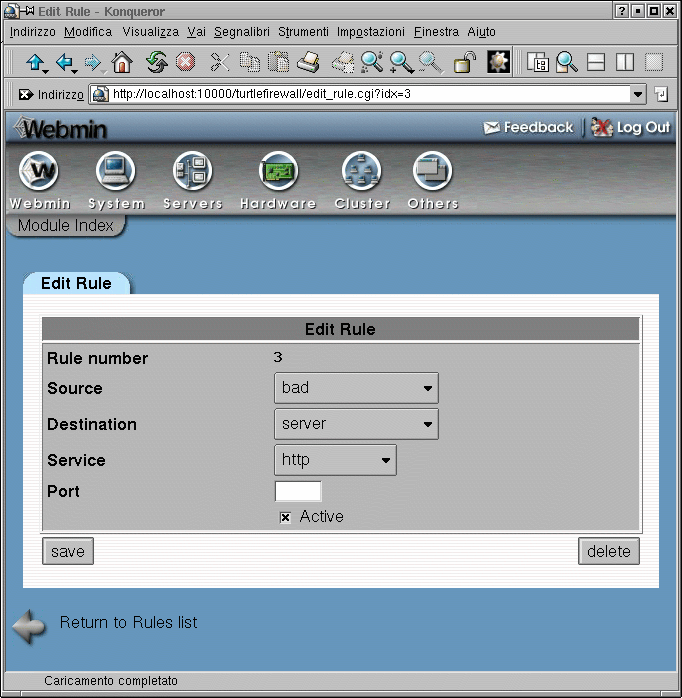 Edit Rule - Konqueror
Indirizzo Modifica Visualizza Vai Segnalibri Strumenti Impostazioni Finestra Aiuto
Indirizzo http://localhost:10000/turtlefirewall/edit_rule.cgi?idx=3
Webmin Feedback Log Out
Webmin System Servers Hardware Cluster Others
Module Index
Edit Rule
Edit Rule
Rule number 3
Source bad
Destination server
Service http
Port
Active
save delete
Return to Rules list
Caricamento completato